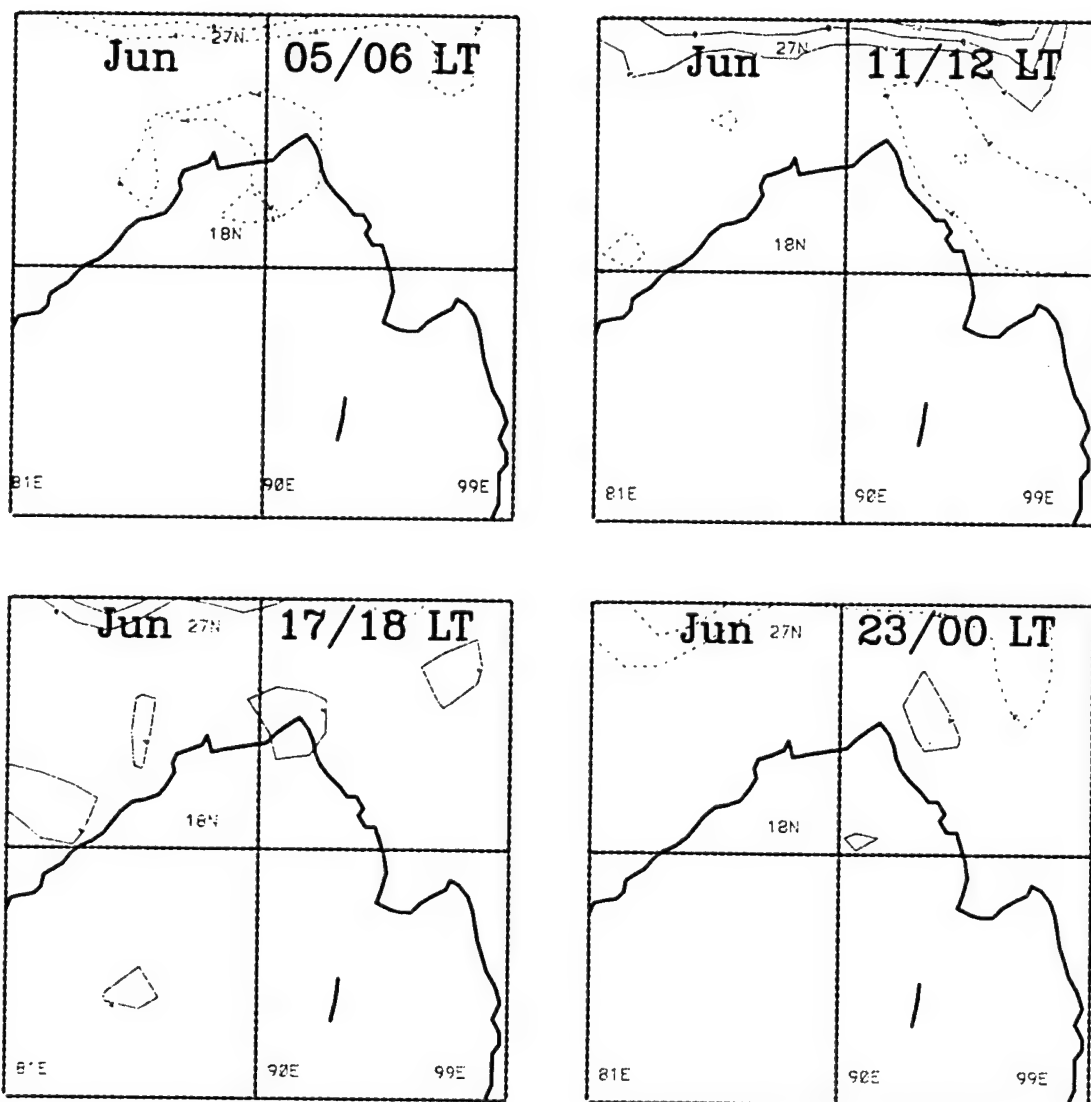 Jun 27N 05/06 LT
18N
81E 90E 99E
Jun 27N 11/12 LT
18N
81E 90E 99E
Jun 27N 17/18 LT
18N
81E 90E 99E
Jun 27N 23/00 LT
18N
81E 90E 99E